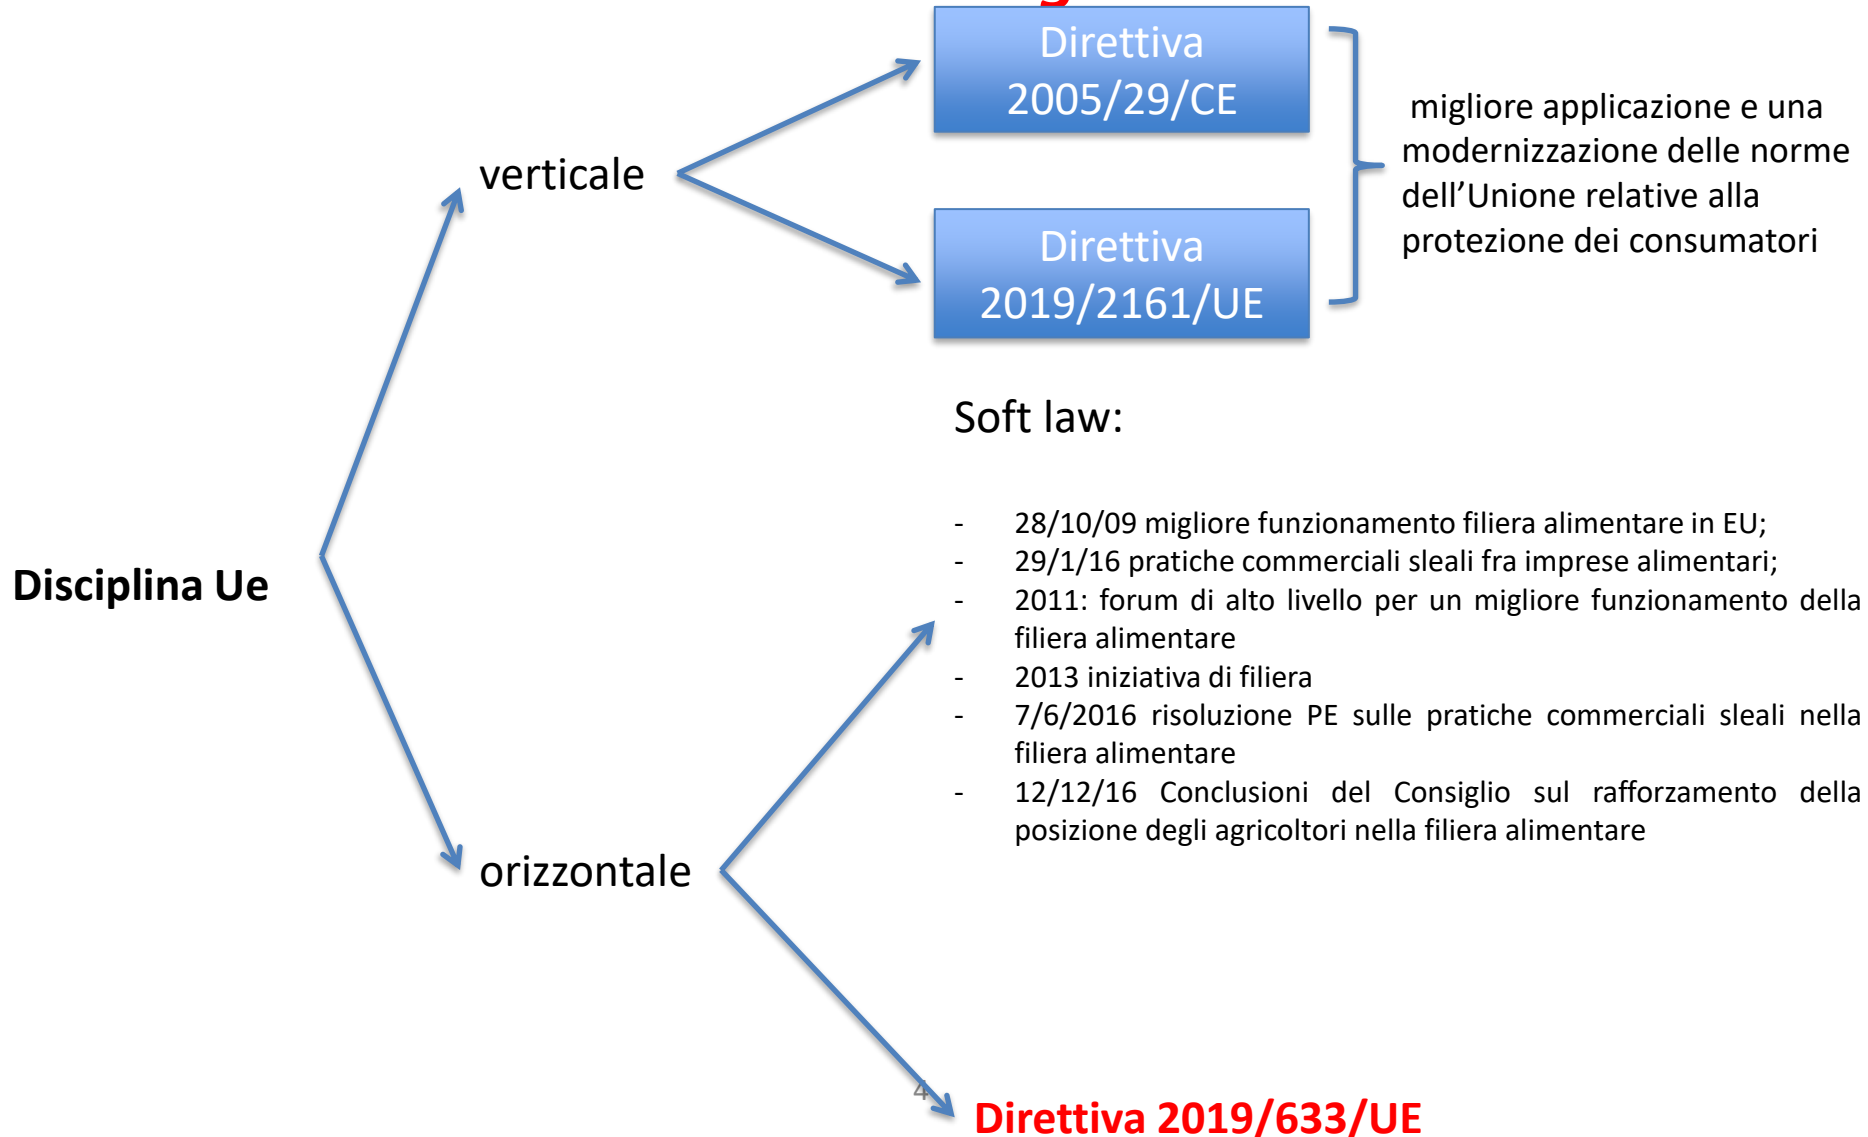 Direttiva
2005/29/CE
migliore applicazione e una
modernizzazione delle norme
dell’Unione relative alla
protezione dei consumatori
verticale
Direttiva
2019/2161/UE
Soft law:
- 28/10/09 migliore funzionamento filiera alimentare in EU;
- 29/1/16 pratiche commerciali sleali fra imprese alimentari;
- 2011: forum di alto livello per un migliore funzionamento della
filiera alimentare
- 2013 iniziativa di filiera
- 7/6/2016 risoluzione PE sulle pratiche commerciali sleali nella
filiera alimentare
- 12/12/16 Conclusioni del Consiglio sul rafforzamento della
posizione degli agricoltori nella filiera alimentare
Disciplina Ue
orizzontale
4
Direttiva 2019/633/UE